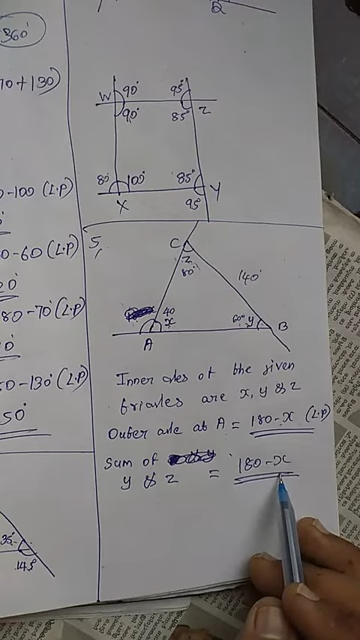 360°
70 + 130)
0-100 (L.P)
0-60 (L.P)
20°
80-70° (L.P)
0-130° (L.P)
50°
35°
145°
W 90° 95° Z
90° 85°
80° 100° 85° Y
X 95°
5,
C
Z
80°
140°
40
x
60° y B
A
Inner ∠les of the given
triangles are x, y & z
Outer ∠le at A = 180-x (L.P)
Sum of
y & z = 180-x